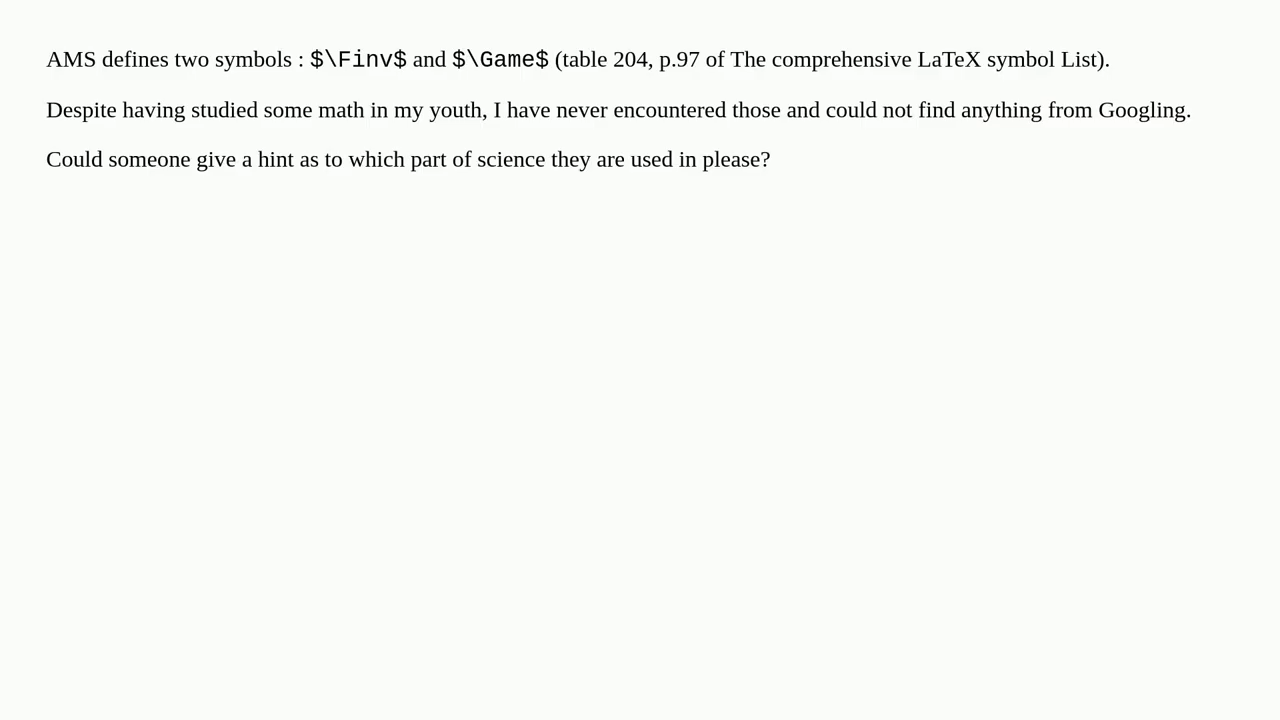 AMS defines two symbols : $\Finv$ and $\Game$ (table 204, p.97 of The comprehensive LaTeX symbol List).
Despite having studied some math in my youth, I have never encountered those and could not find anything from Googling.
Could someone give a hint as to which part of science they are used in please?